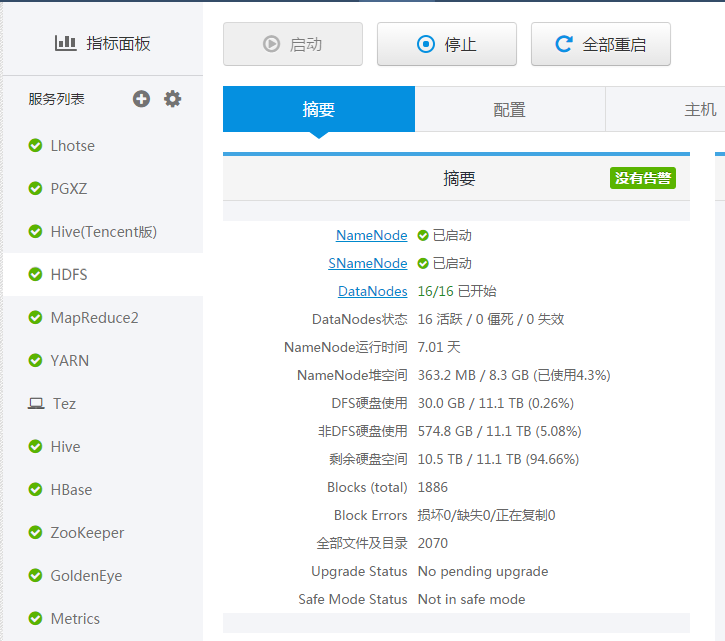 指标面板
服务列表
Lhotse
PGXZ
Hive(Tencent版)
HDFS
MapReduce2
YARN
Tez
Hive
HBase
ZooKeeper
GoldenEye
Metrics
启动 停止 全部重启
摘要 配置 主机
摘要 没有告警
NameNode 已启动
SNameNode 已启动
DataNodes 16/16 已开始
DataNodes状态 16 活跃 / 0 僵死 / 0 失效
NameNode运行时间 7.01 天
NameNode堆空间 363.2 MB / 8.3 GB (已使用4.3%)
DFS硬盘使用 30.0 GB / 11.1 TB (0.26%)
非DFS硬盘使用 574.8 GB / 11.1 TB (5.08%)
剩余硬盘空间 10.5 TB / 11.1 TB (94.66%)
Blocks (total) 1886
Block Errors 损坏0/缺失0/正在复制0
全部文件及目录 2070
Upgrade Status No pending upgrade
Safe Mode Status Not in safe mode